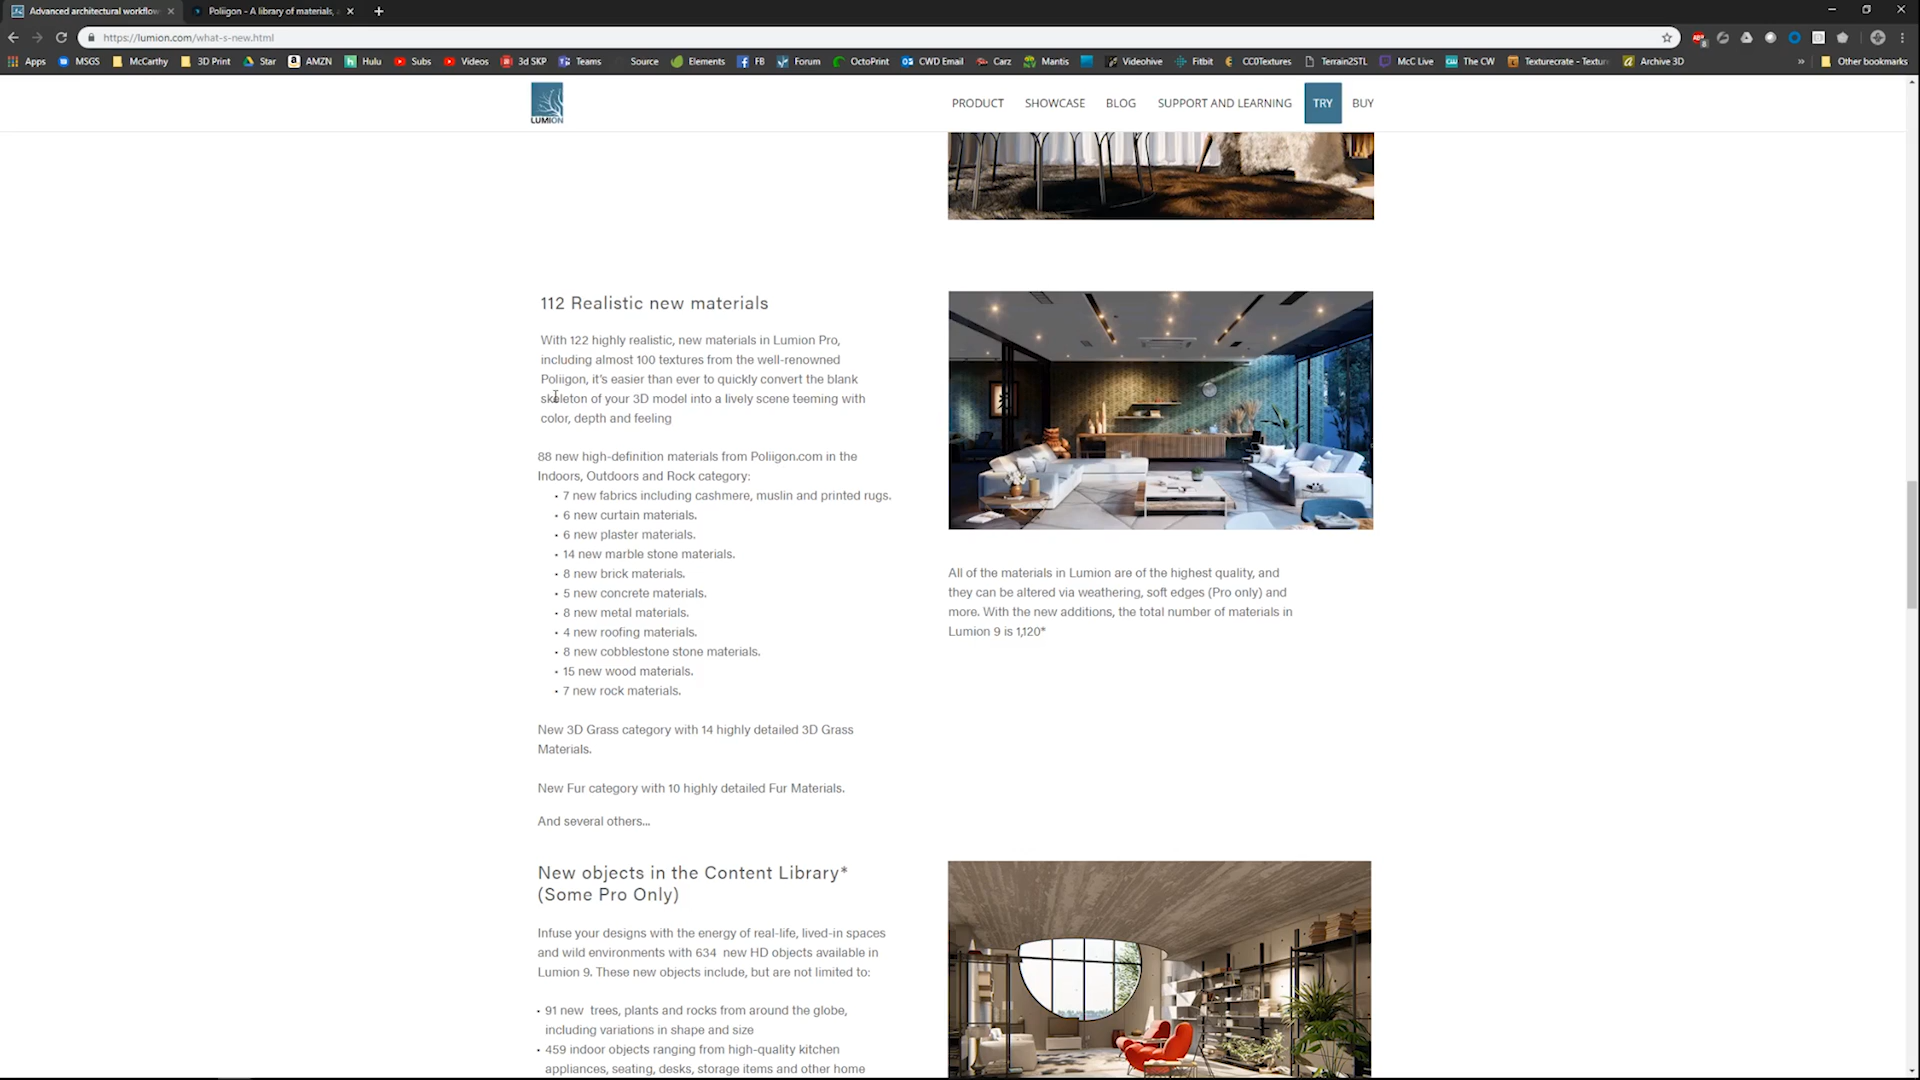 Advanced architectural workflow
Poliigon - A library of materials,
https://lumion.com/what-s-new.html
Apps MSGS McCarthy 3D Print Star AMZN Hulu Subs Videos 3d SKP Teams Source Elements FB Forum OctoPrint CWD Email Carz Mantis Videohive Fitbit CC0Textures Terrain2STL McC Live The CW Texturecrate - Textur Archive 3D » Other bookmarks
LUMION
PRODUCT SHOWCASE BLOG SUPPORT AND LEARNING TRY BUY
112 Realistic new materials
With 122 highly realistic, new materials in Lumion Pro,
including almost 100 textures from the well-renowned
Poliigon, it's easier than ever to quickly convert the blank
skeleton of your 3D model into a lively scene teeming with
color, depth and feeling
88 new high-definition materials from Poliigon.com in the
Indoors, Outdoors and Rock category:
• 7 new fabrics including cashmere, muslin and printed rugs.
• 6 new curtain materials.
• 6 new plaster materials.
• 14 new marble stone materials.
• 8 new brick materials.
• 5 new concrete materials.
• 8 new metal materials.
• 4 new roofing materials.
• 8 new cobblestone stone materials.
• 15 new wood materials.
• 7 new rock materials.
New 3D Grass category with 14 highly detailed 3D Grass
Materials.
New Fur category with 10 highly detailed Fur Materials.
And several others...
All of the materials in Lumion are of the highest quality, and
they can be altered via weathering, soft edges (Pro only) and
more. With the new additions, the total number of materials in
Lumion 9 is 1,120*
New objects in the Content Library*
(Some Pro Only)
Infuse your designs with the energy of real-life, lived-in spaces
and wild environments with 634 new HD objects available in
Lumion 9. These new objects include, but are not limited to:
• 91 new trees, plants and rocks from around the globe,
including variations in shape and size
• 459 indoor objects ranging from high-quality kitchen
appliances, seating, desks, storage items and other home